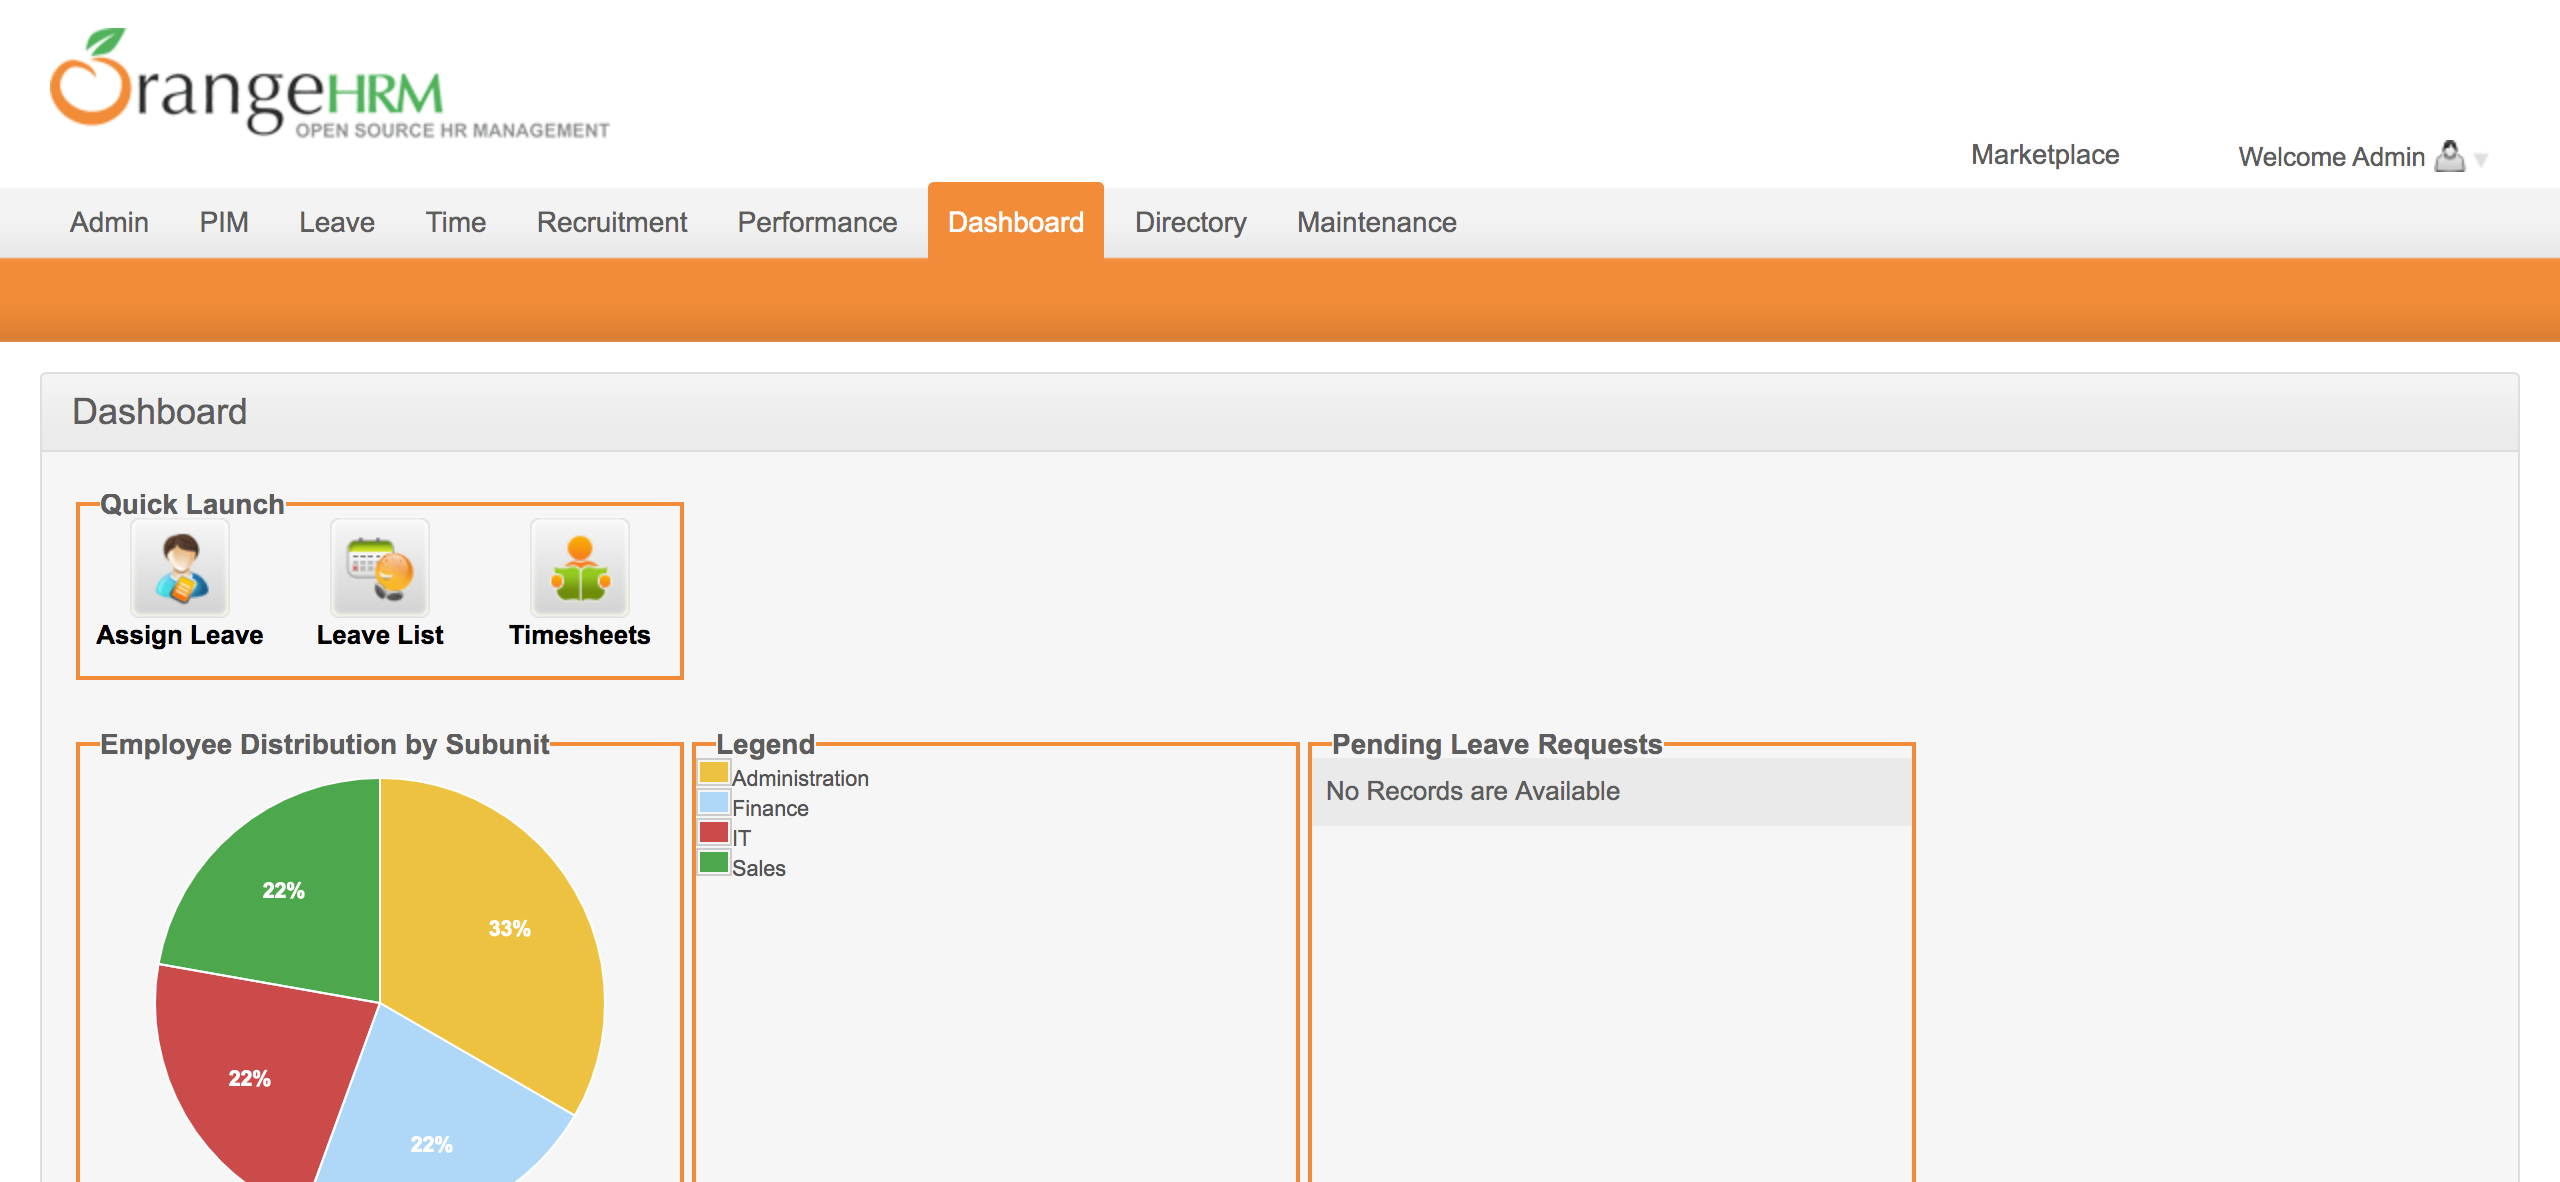 OrangeHRM
OPEN SOURCE HR MANAGEMENT
Marketplace
Welcome Admin
Admin PIM Leave Time Recruitment Performance Dashboard Directory Maintenance
Dashboard
Quick Launch
Assign Leave Leave List Timesheets
Employee Distribution by Subunit
22%
33%
22%
22%
Legend
Administration
Finance
IT
Sales
Pending Leave Requests
No Records are Available